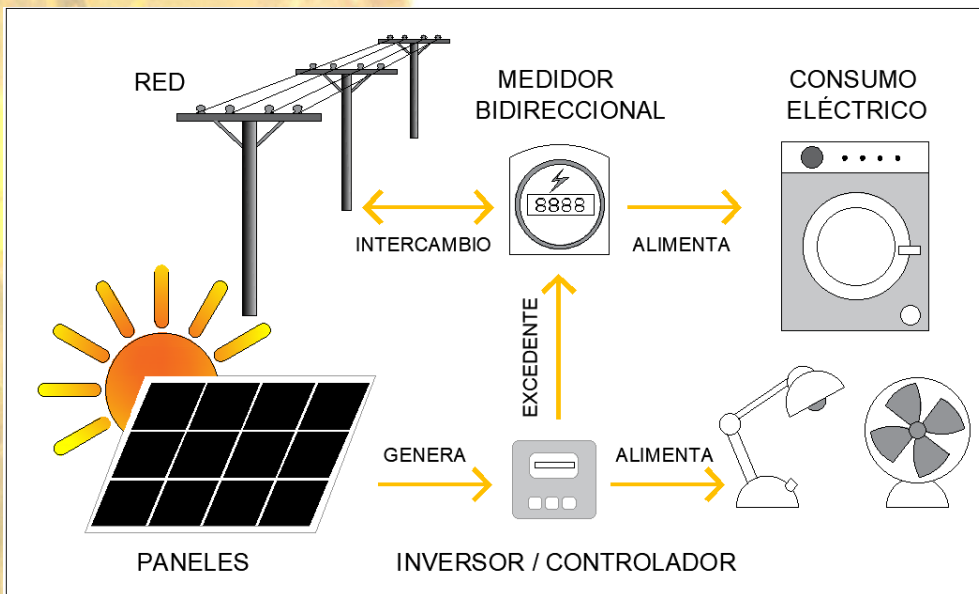 RED
MEDIDOR
BIDIRECCIONAL
CONSUMO
ELÉCTRICO
8888
INTERCAMBIO
ALIMENTA
EXCEDENTE
GENERA
ALIMENTA
PANELES
INVERSOR / CONTROLADOR